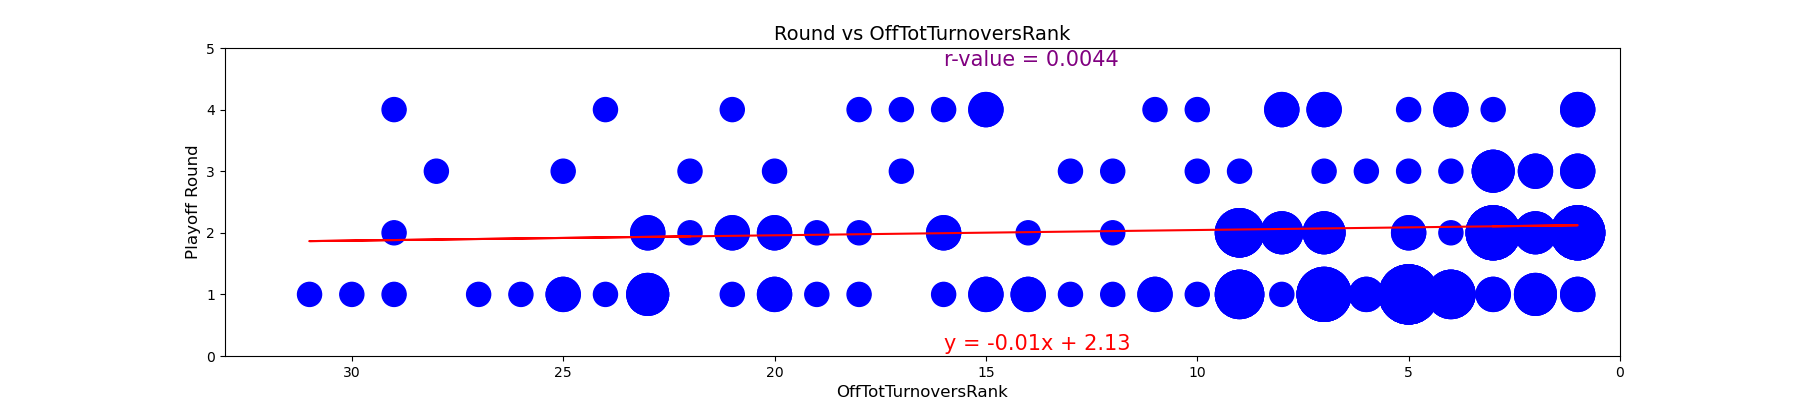 Round vs OffTotTurnoversRank
r-value = 0.0044
5
4
3
2
1
0
Playoff Round
y = -0.01x + 2.13
30 25 20 15 10 5 0
OffTotTurnoversRank